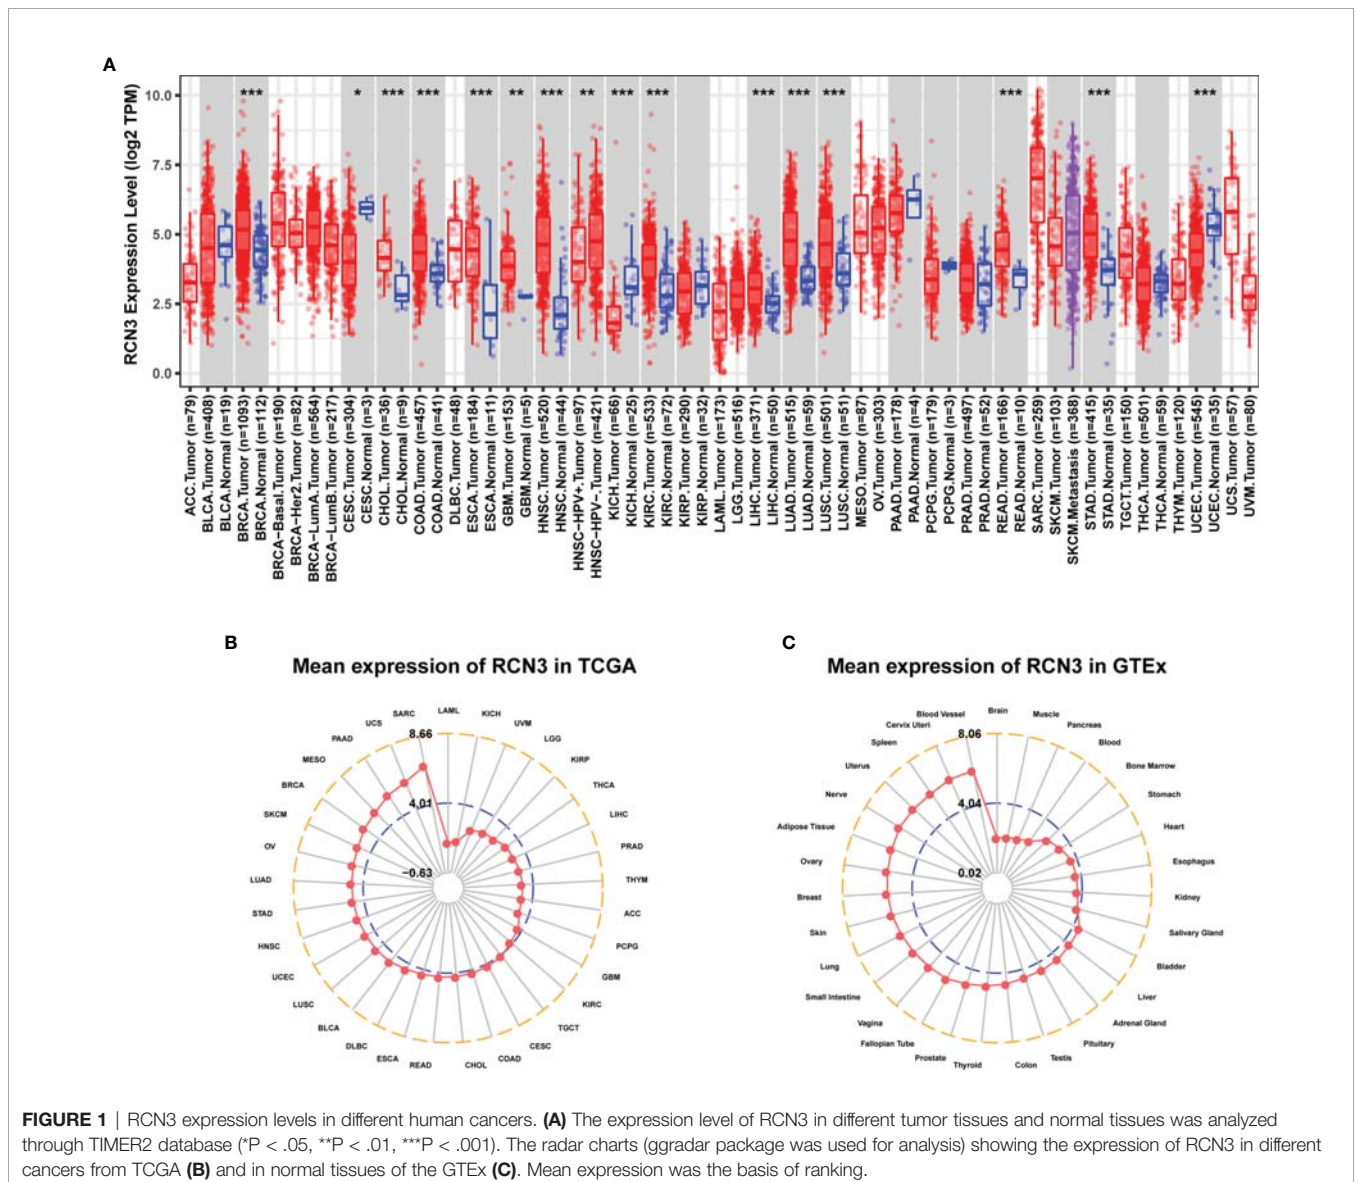 A
RCN3 Expression Level (log2 TPM)
10.0
7.5
5.0
2.5
0.0
*** * *** *** *** ** *** ** *** *** *** *** *** *** *** ***
ACC.Tumor (n=79)
BLCA.Tumor (n=408)
BLCA.Normal (n=19)
BRCA.Tumor (n=1093)
BRCA.Normal (n=112)
BRCA-Basal.Tumor (n=190)
BRCA-Her2.Tumor (n=82)
BRCA-LumA.Tumor (n=564)
BRCA-LumB.Tumor (n=217)
CESC.Tumor (n=304)
CESC.Normal (n=3)
CHOL.Tumor (n=36)
CHOL.Normal (n=9)
COAD.Tumor (n=457)
COAD.Normal (n=41)
DLBC.Tumor (n=48)
ESCA.Tumor (n=184)
ESCA.Normal (n=11)
GBM.Tumor (n=153)
GBM.Normal (n=5)
HNSC.Tumor (n=520)
HNSC.Normal (n=44)
HNSC-HPV+.Tumor (n=97)
HNSC-HPV-.Tumor (n=421)
KICH.Tumor (n=66)
KICH.Normal (n=25)
KIRC.Tumor (n=533)
KIRC.Normal (n=72)
KIRP.Tumor (n=290)
KIRP.Normal (n=32)
LAML.Tumor (n=173)
LGG.Tumor (n=516)
LIHC.Tumor (n=371)
LIHC.Normal (n=50)
LUAD.Tumor (n=515)
LUAD.Normal (n=59)
LUSC.Tumor (n=501)
LUSC.Normal (n=51)
MESO.Tumor (n=87)
OV.Tumor (n=303)
PAAD.Tumor (n=178)
PAAD.Normal (n=4)
PCPG.Tumor (n=179)
PCPG.Normal (n=3)
PRAD.Tumor (n=497)
PRAD.Normal (n=52)
READ.Tumor (n=166)
READ.Normal (n=10)
SARC.Tumor (n=259)
SKCM.Tumor (n=103)
SKCM.Metastasis (n=368)
STAD.Tumor (n=415)
STAD.Normal (n=35)
TGCT.Tumor (n=150)
THCA.Tumor (n=501)
THCA.Normal (n=59)
THYM.Tumor (n=120)
UCEC.Tumor (n=545)
UCEC.Normal (n=35)
UCS.Tumor (n=57)
UVM.Tumor (n=80)
B
Mean expression of RCN3 in TCGA
8.66
4.01
−0.63
LAML
KICH
UVM
LGG
KIRP
THCA
LIHC
PRAD
THYM
ACC
PCPG
GBM
KIRC
TGCT
CESC
COAD
CHOL
READ
ESCA
DLBC
BLCA
LUSC
UCEC
HNSC
STAD
LUAD
OV
SKCM
BRCA
MESO
PAAD
UCS
SARC
C
Mean expression of RCN3 in GTEx
8.06
4.04
0.02
Brain
Muscle
Pancreas
Blood
Bone Marrow
Stomach
Heart
Esophagus
Kidney
Salivary Gland
Bladder
Liver
Adrenal Gland
Pituitary
Testis
Colon
Thyroid
Prostate
Fallopian Tube
Vagina
Small Intestine
Lung
Skin
Breast
Ovary
Adipose Tissue
Nerve
Uterus
Spleen
Cervix Uteri
Blood Vessel
FIGURE 1 | RCN3 expression levels in different human cancers. (A) The expression level of RCN3 in different tumor tissues and normal tissues was analyzed
through TIMER2 database (*P < .05, **P < .01, ***P < .001). The radar charts (ggradar package was used for analysis) showing the expression of RCN3 in different
cancers from TCGA (B) and in normal tissues of the GTEx (C). Mean expression was the basis of ranking.